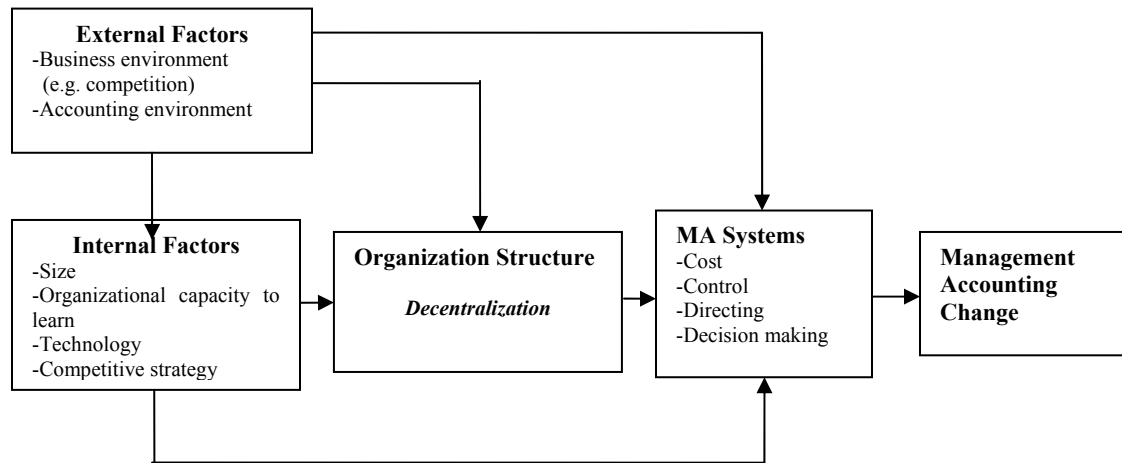 External Factors
-Business environment
(e.g. competition)
-Accounting environment
Internal Factors
-Size
-Organizational capacity to
learn
-Technology
-Competitive strategy
Organization Structure
Decentralization
MA Systems
-Cost
-Control
-Directing
-Decision making
Management
Accounting
Change